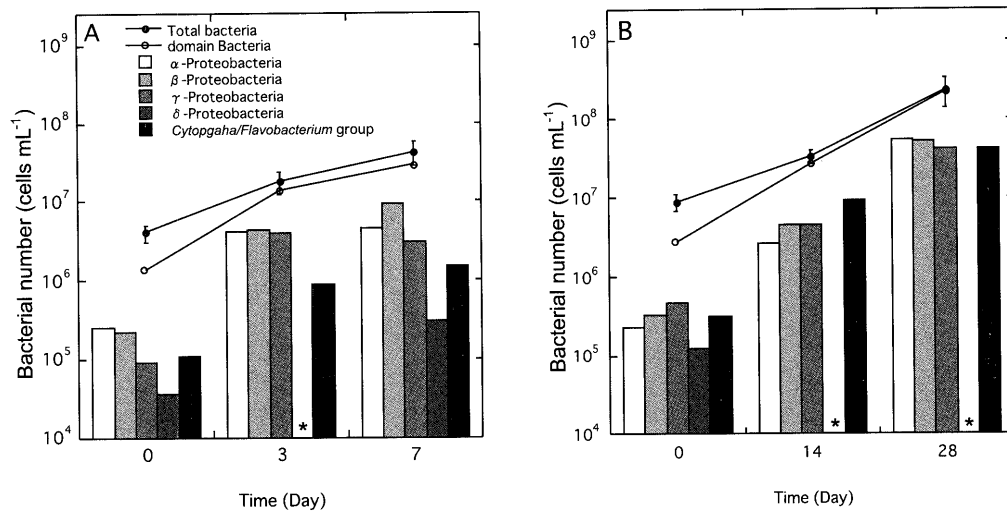 A
Total bacteria
domain Bacteria
α-Proteobacteria
β-Proteobacteria
γ-Proteobacteria
δ-Proteobacteria
Cytopgaha/Flavobacterium group
Bacterial number (cells mL⁻¹)
10⁹
10⁸
10⁷
10⁶
10⁵
10⁴
*
0 3 7
Time (Day)
B
Bacterial number (cells mL⁻¹)
10⁹
10⁸
10⁷
10⁶
10⁵
10⁴
* *
0 14 28
Time (Day)